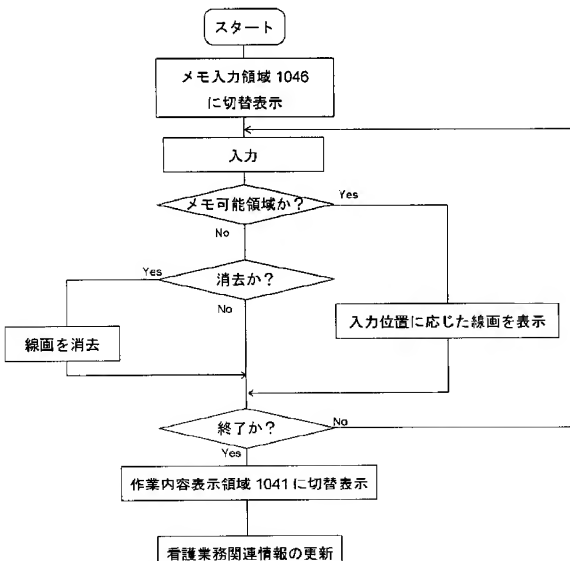 スタート
メモ入力領域 1046
に切替表示
入力
メモ可能領域か？
Yes
No
消去か？
Yes
No
線画を消去
入力位置に応じた線画を表示
終了か？
No
Yes
作業内容表示領域 1041 に切替表示
看護業務関連情報の更新